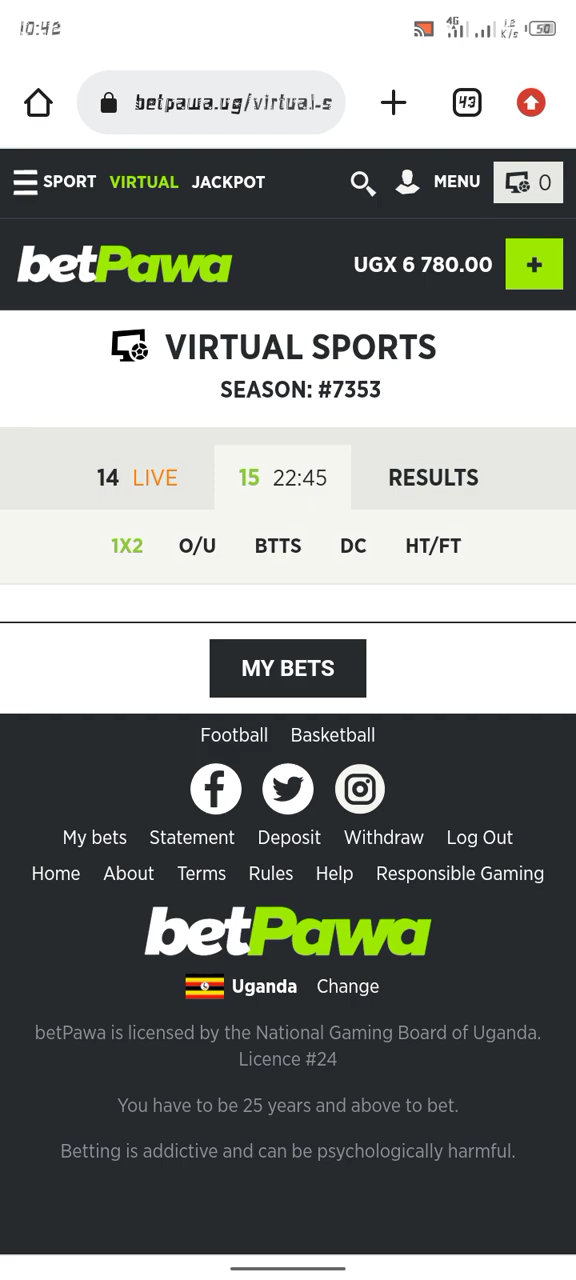 10:42 4G 1.2 K/s 50
betpawa.ug/virtual-s 43
SPORT VIRTUAL JACKPOT MENU 0
betPawa UGX 6 780.00 +
VIRTUAL SPORTS
SEASON: #7353
14 LIVE 15 22:45 RESULTS
1X2 O/U BTTS DC HT/FT
MY BETS
Football Basketball
My bets Statement Deposit Withdraw Log Out
Home About Terms Rules Help Responsible Gaming
betPawa
Uganda Change
betPawa is licensed by the National Gaming Board of Uganda.
Licence #24
You have to be 25 years and above to bet.
Betting is addictive and can be psychologically harmful.